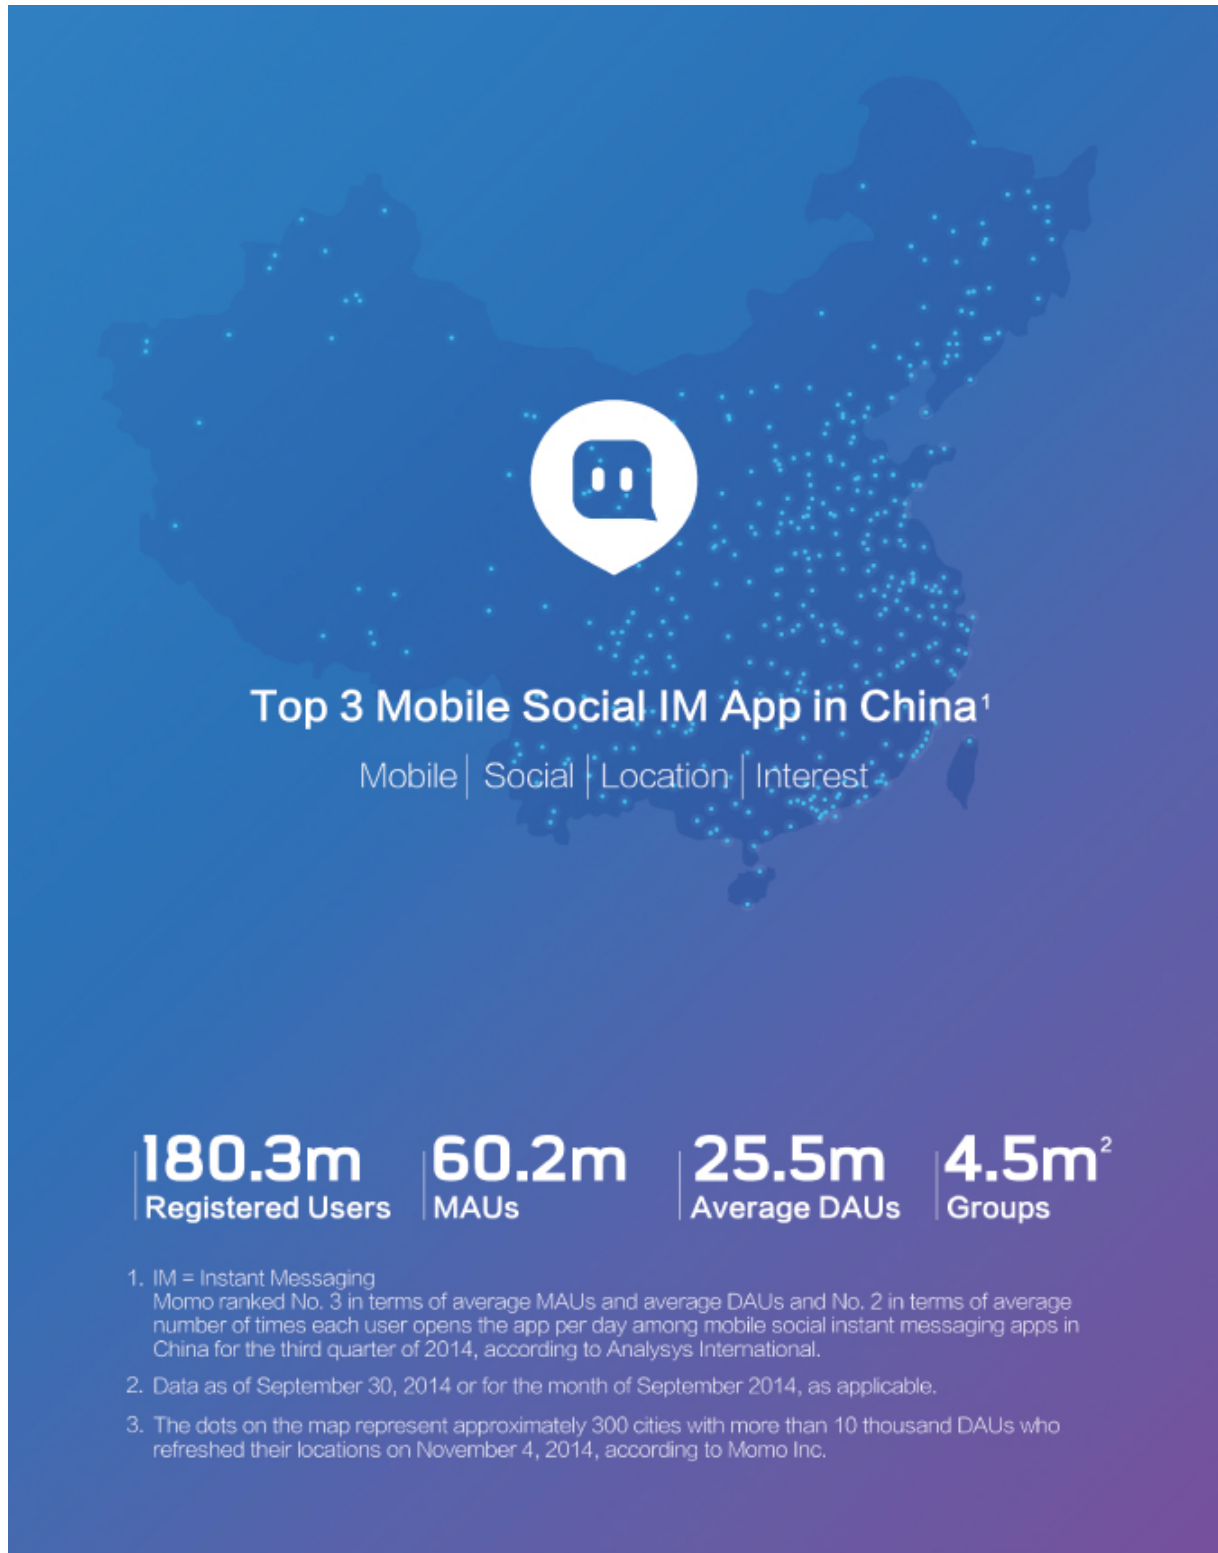 Top 3 Mobile Social IM App in China¹
Mobile | Social | Location | Interest
180.3m
Registered Users
60.2m
MAUs
25.5m
Average DAUs
4.5m²
Groups
1. IM = Instant Messaging
Momo ranked No. 3 in terms of average MAUs and average DAUs and No. 2 in terms of average
number of times each user opens the app per day among mobile social instant messaging apps in
China for the third quarter of 2014, according to Analysys International.
2. Data as of September 30, 2014 or for the month of September 2014, as applicable.
3. The dots on the map represent approximately 300 cities with more than 10 thousand DAUs who
refreshed their locations on November 4, 2014, according to Momo Inc.